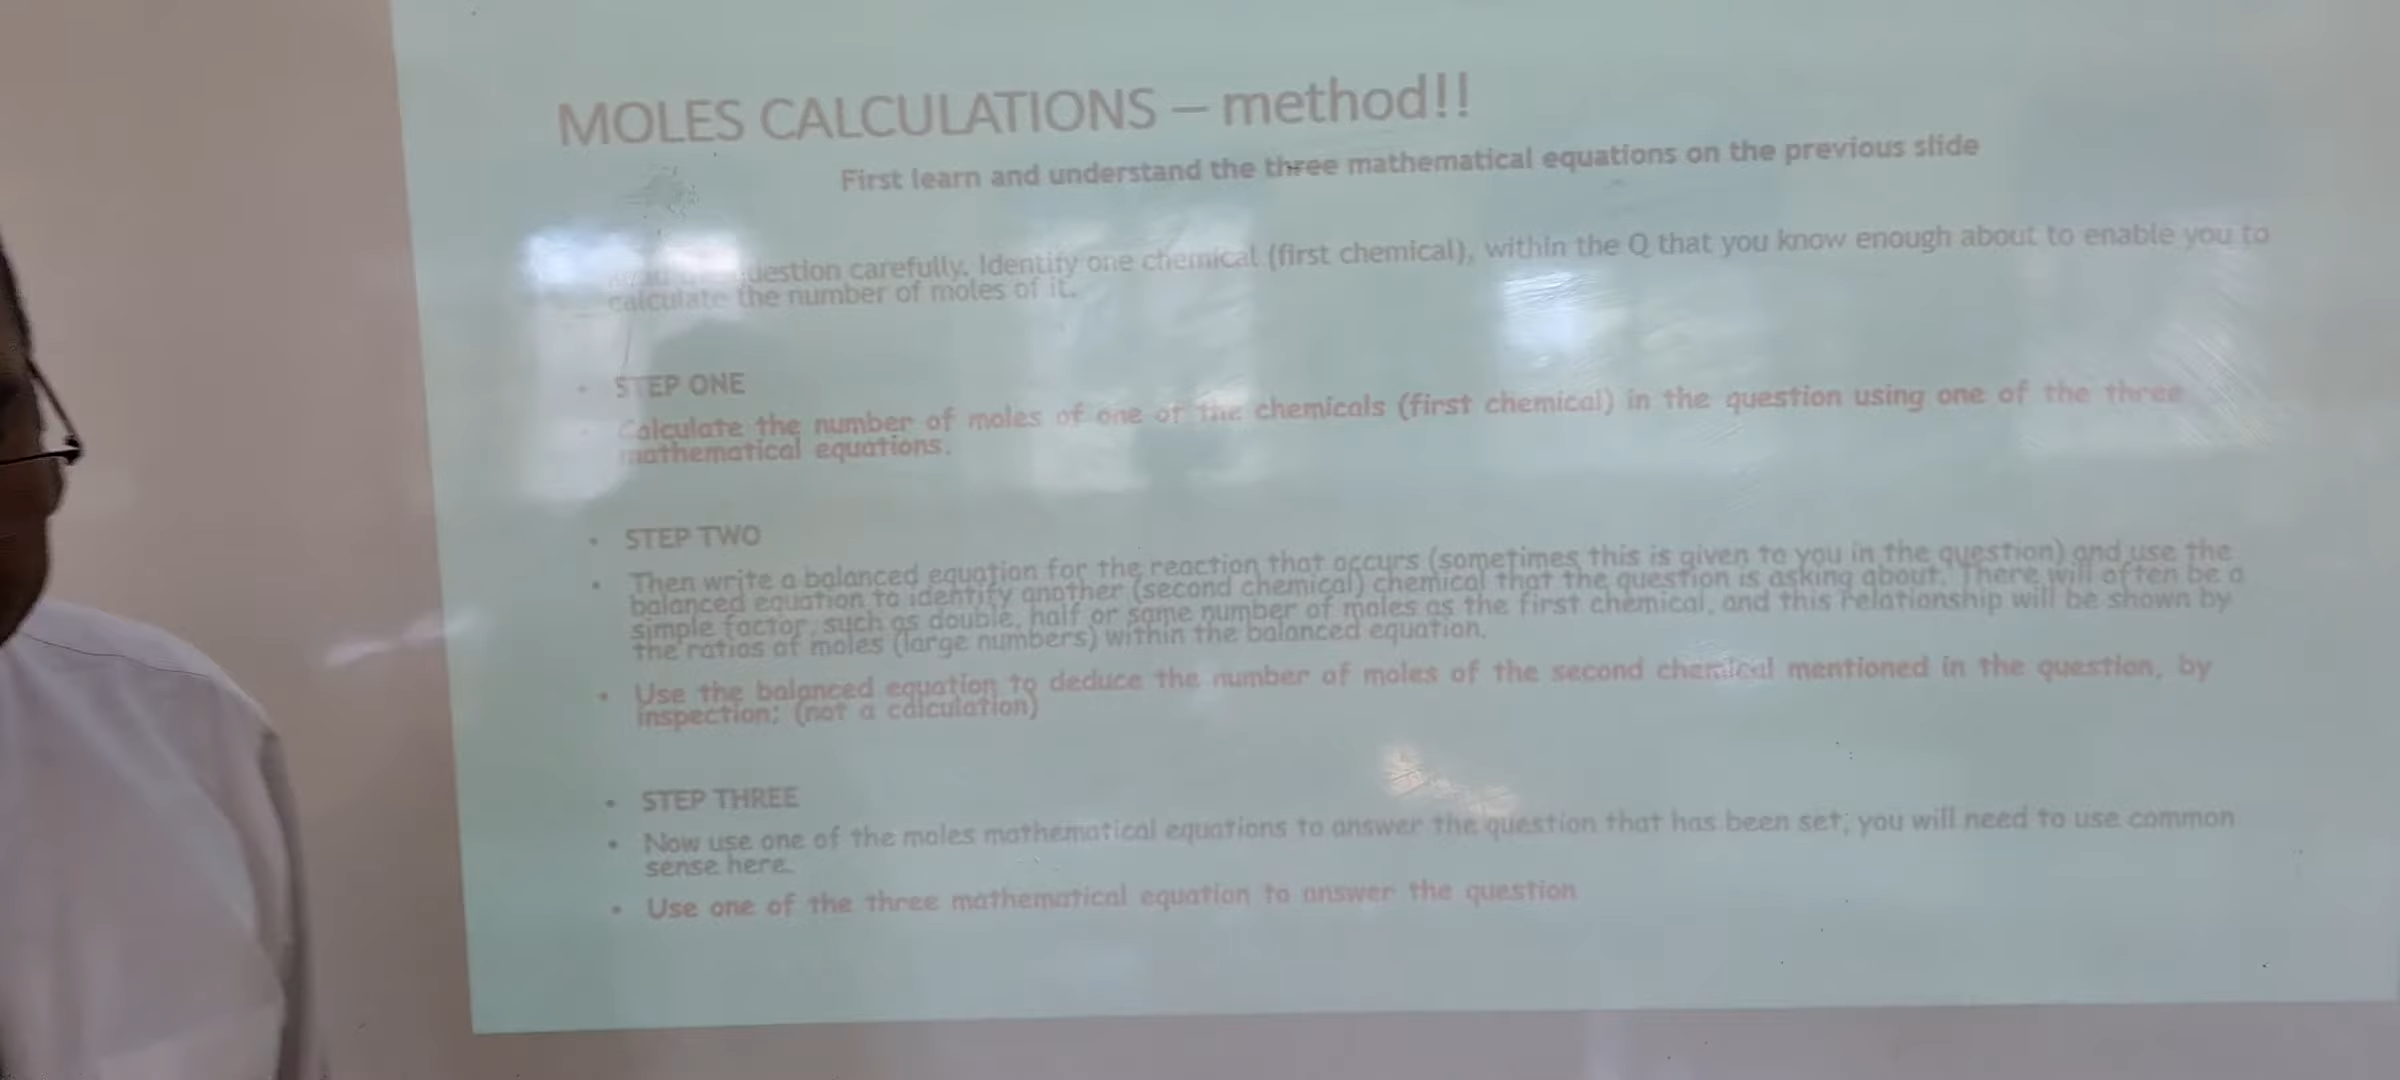 MOLES CALCULATIONS – method!!
First learn and understand the three mathematical equations on the previous slide
carefully. Identify one chemical (first chemical), within the Q that you know enough about to enable you to
calculate the number of moles of it.
• STEP ONE
• Calculate the number of moles of one of the chemicals (first chemical) in the question using one of the three
mathematical equations.
• STEP TWO
• Then write a balanced equation for the reaction that occurs (sometimes this is given to you in the question) and use the
balanced equation to identify another (second chemical) chemical that the question is asking about. There will often be a
simple factor, such as double, half or same number of moles as the first chemical, and this relationship will be shown by
the ratios of moles (large numbers) within the balanced equation.
• Use the balanced equation to deduce the number of moles of the second chemical mentioned in the question, by
inspection; (not a calculation)
• STEP THREE
• Now use one of the moles mathematical equations to answer the question that has been set; you will need to use common
sense here.
• Use one of the three mathematical equation to answer the question